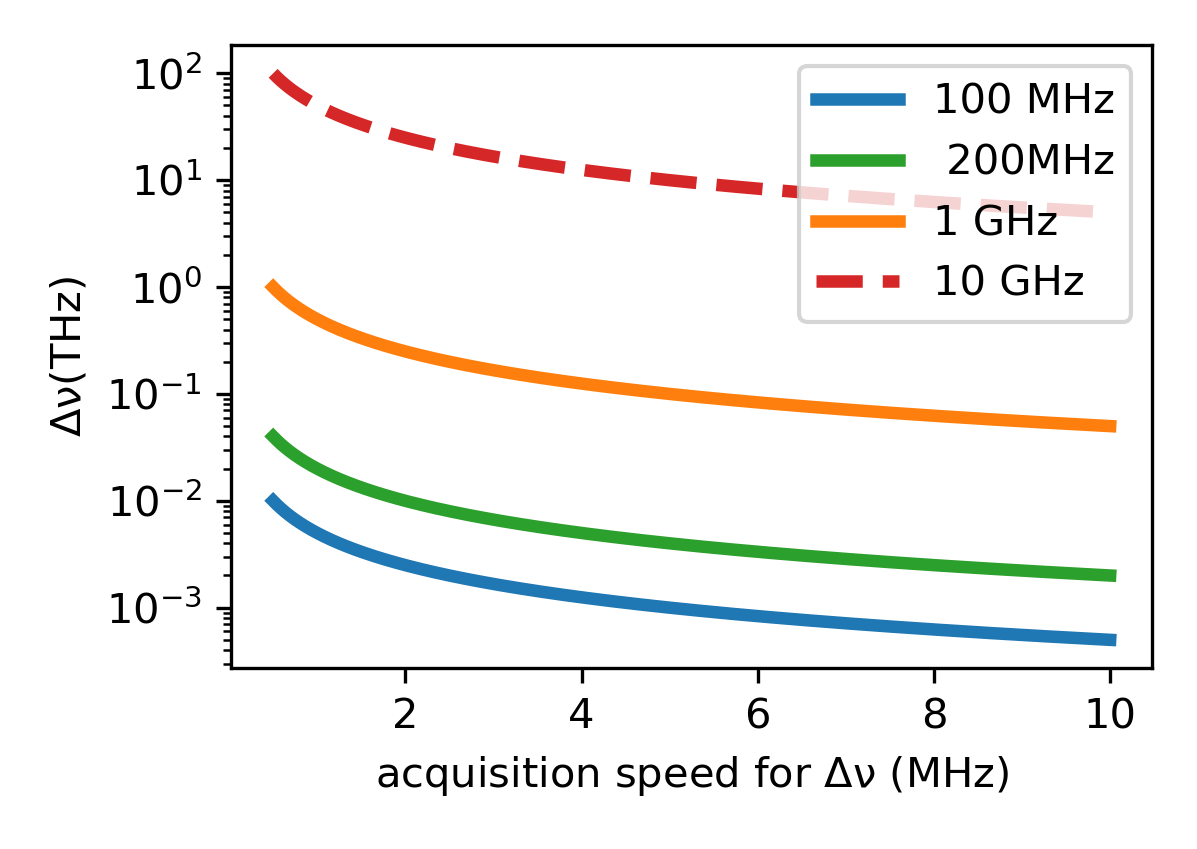 10²
10¹
10⁰
10⁻¹
10⁻²
10⁻³
Δν(THz)
100 MHz
200MHz
1 GHz
10 GHz
2 4 6 8 10
acquisition speed for Δν (MHz)